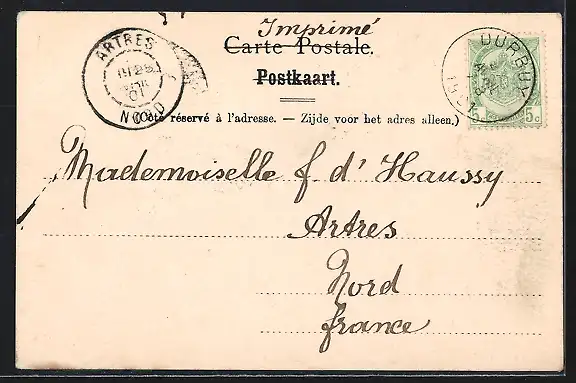 Imprimé
Carte Postale.
Postkaart.
(Côté réservé à l'adresse. — Zijde voor het adres alleen.)
ARTRES
NORD
DURBUY
5c 5c
Mademoiselle f d'Haussy
Artres
Nord
france